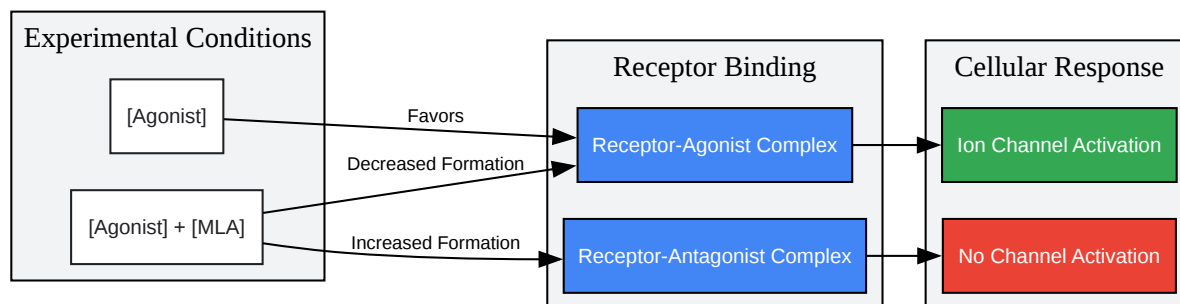 Experimental Conditions
[Agonist]
[Agonist] + [MLA]
Favors
Decreased Formation
Increased Formation
Receptor Binding
Receptor-Agonist Complex
Receptor-Antagonist Complex
Cellular Response
Ion Channel Activation
No Channel Activation